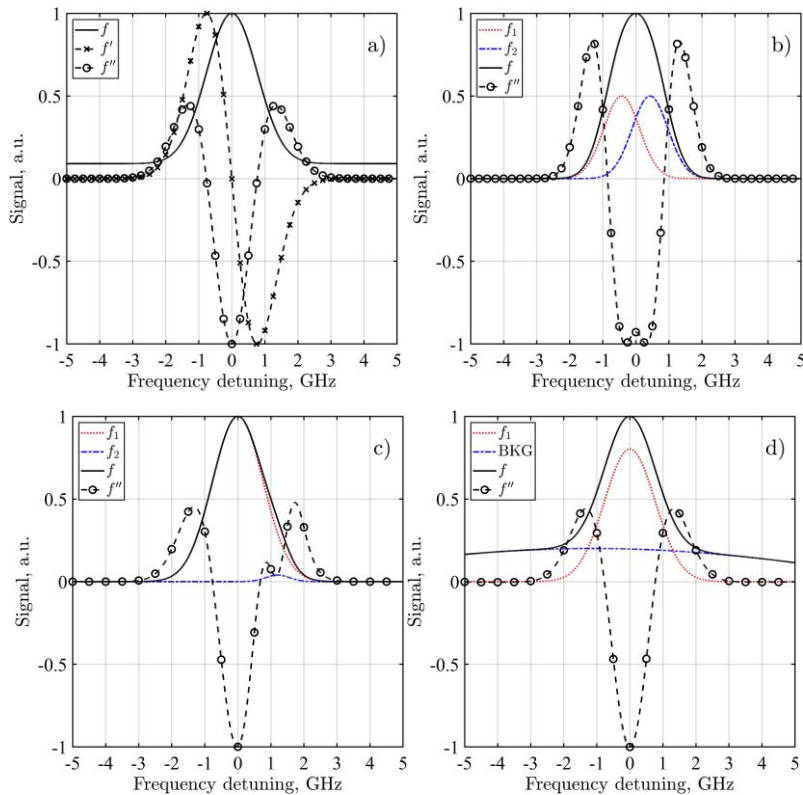 a)
f
f′
f″
1
0.5
0
-0.5
-1
Signal, a.u.
-5 -4 -3 -2 -1 0 1 2 3 4 5
Frequency detuning, GHz
b)
f₁
f₂
f
f″
1
0.5
0
-0.5
-1
Signal, a.u.
-5 -4 -3 -2 -1 0 1 2 3 4 5
Frequency detuning, GHz
c)
f₁
f₂
f
f″
1
0.5
0
-0.5
-1
Signal, a.u.
-5 -4 -3 -2 -1 0 1 2 3 4 5
Frequency detuning, GHz
d)
f₁
BKG
f
f″
1
0.5
0
-0.5
-1
Signal, a.u.
-5 -4 -3 -2 -1 0 1 2 3 4 5
Frequency detuning, GHz